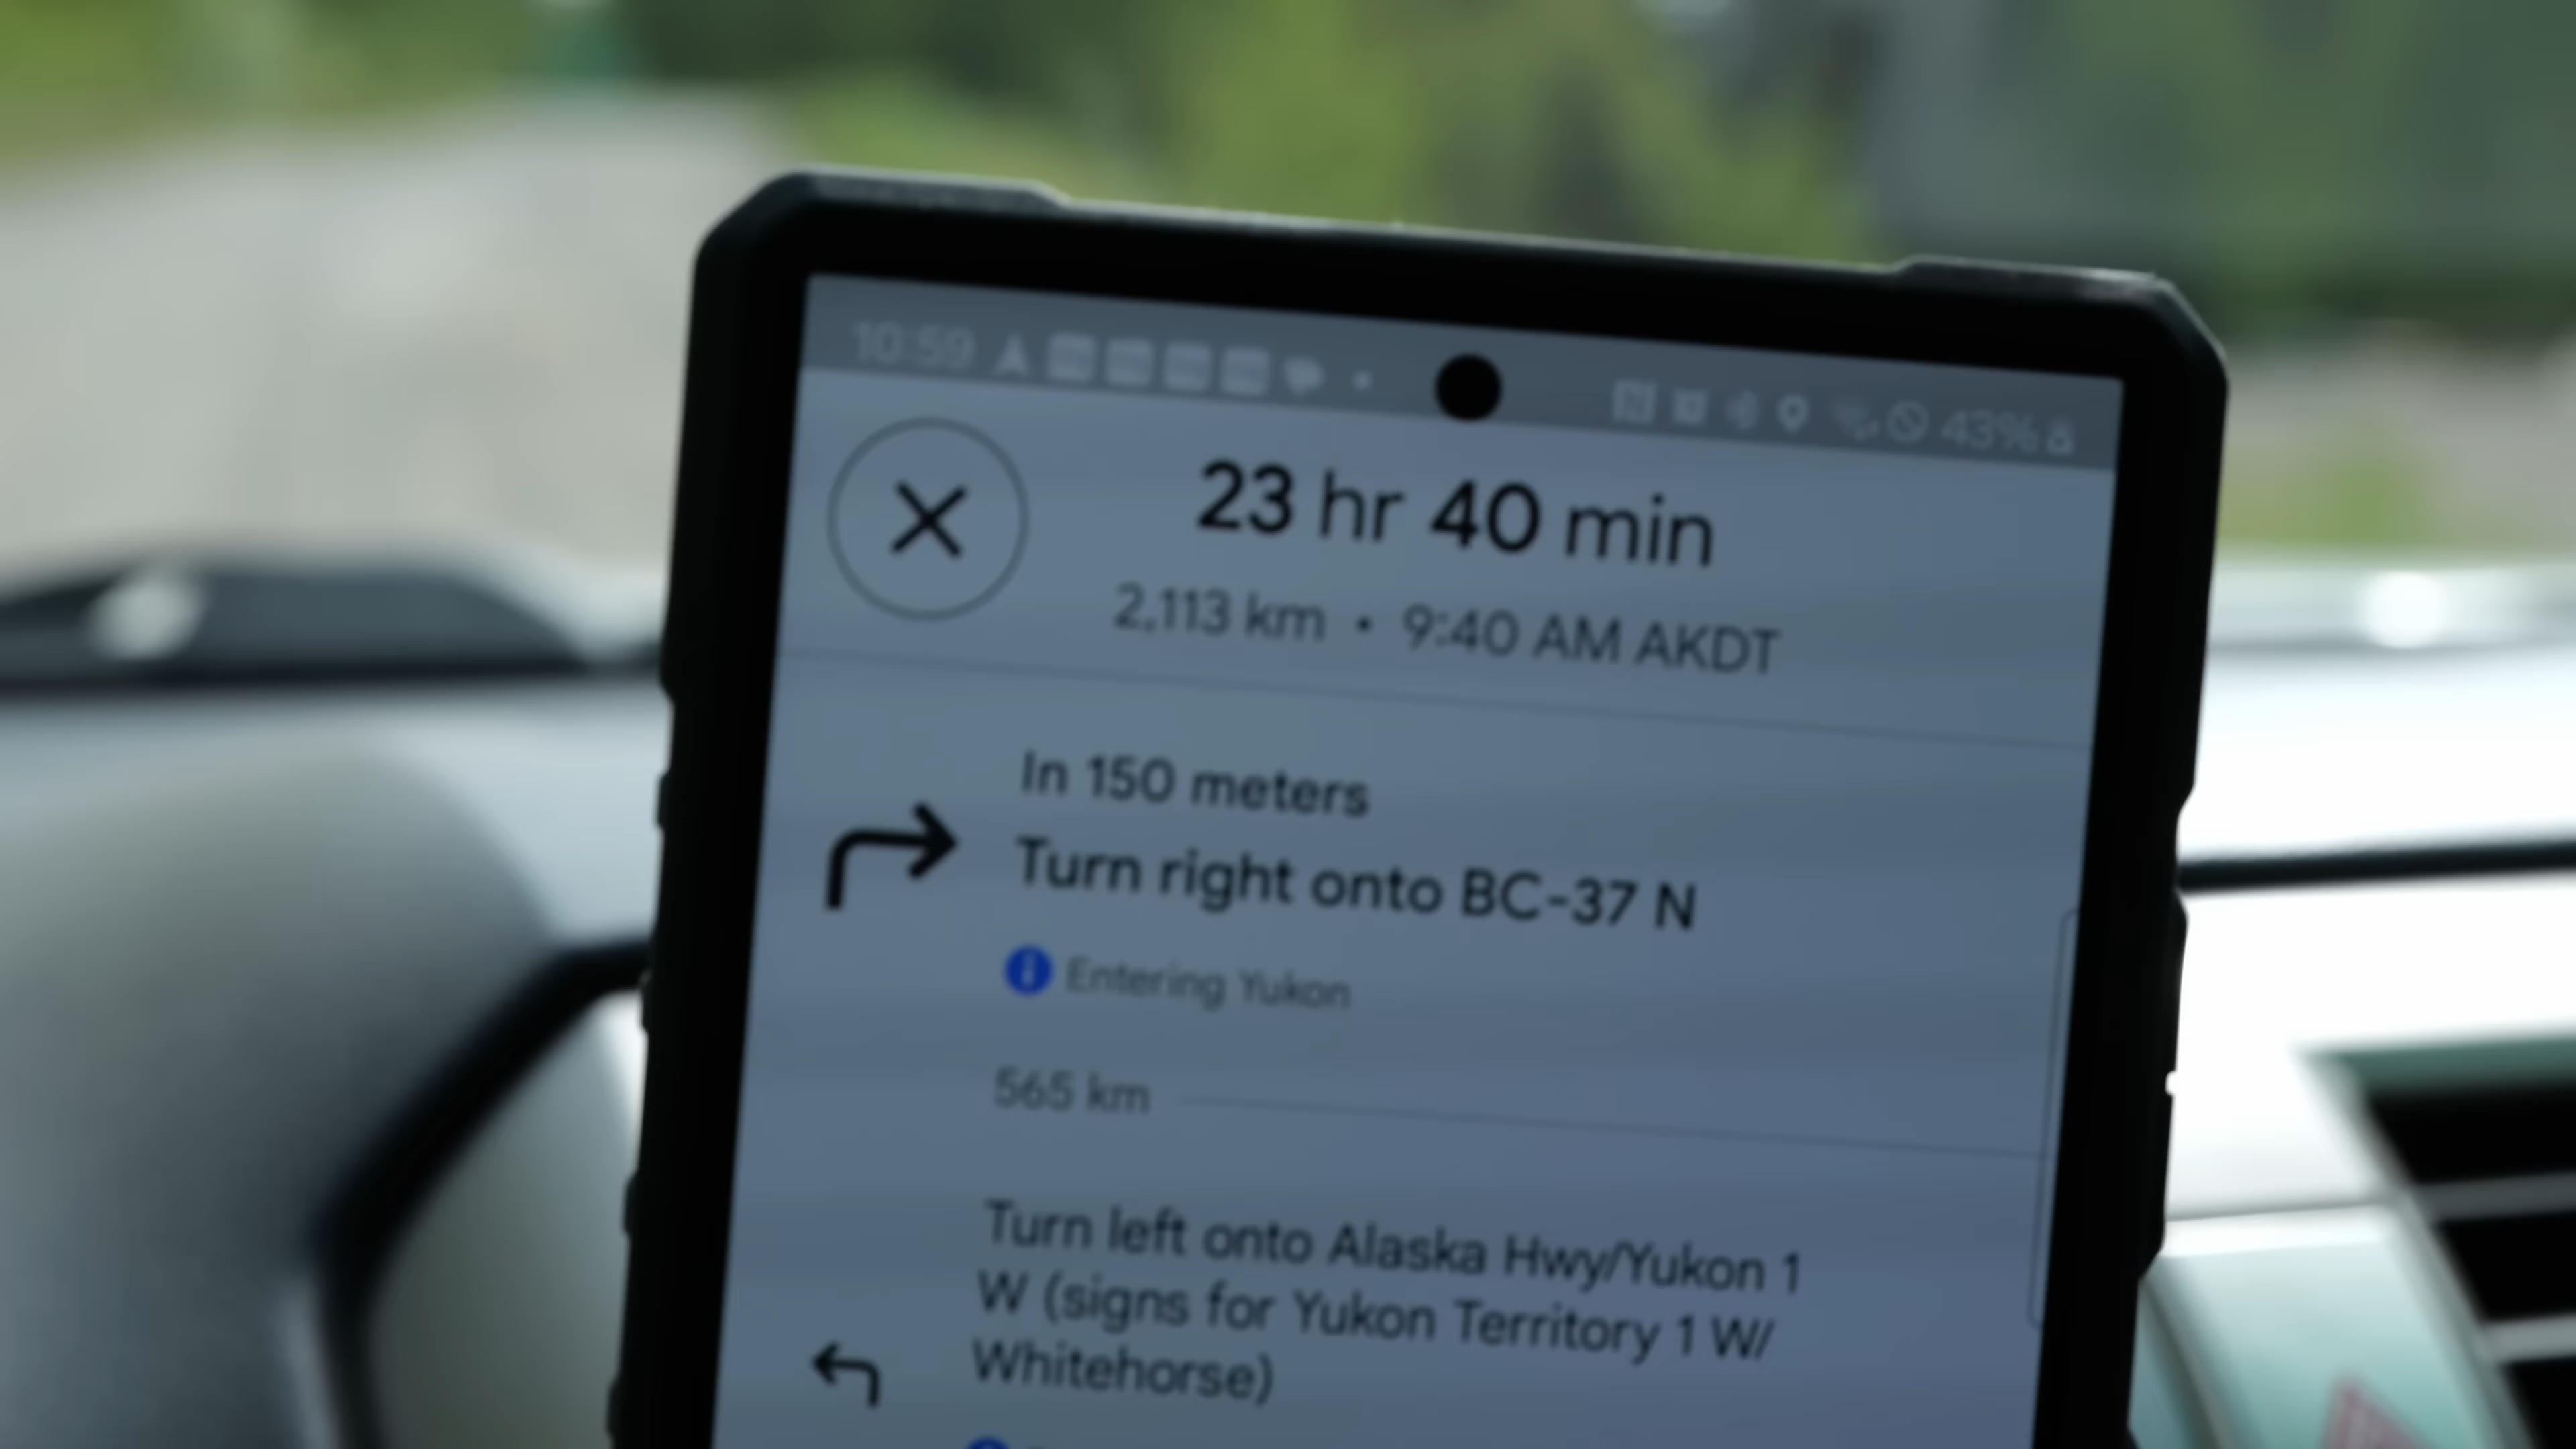 10:59 43%
23 hr 40 min
2,113 km • 9:40 AM AKDT
In 150 meters
Turn right onto BC-37 N
Entering Yukon
565 km
Turn left onto Alaska Hwy/Yukon 1
W (signs for Yukon Territory 1 W/
Whitehorse)